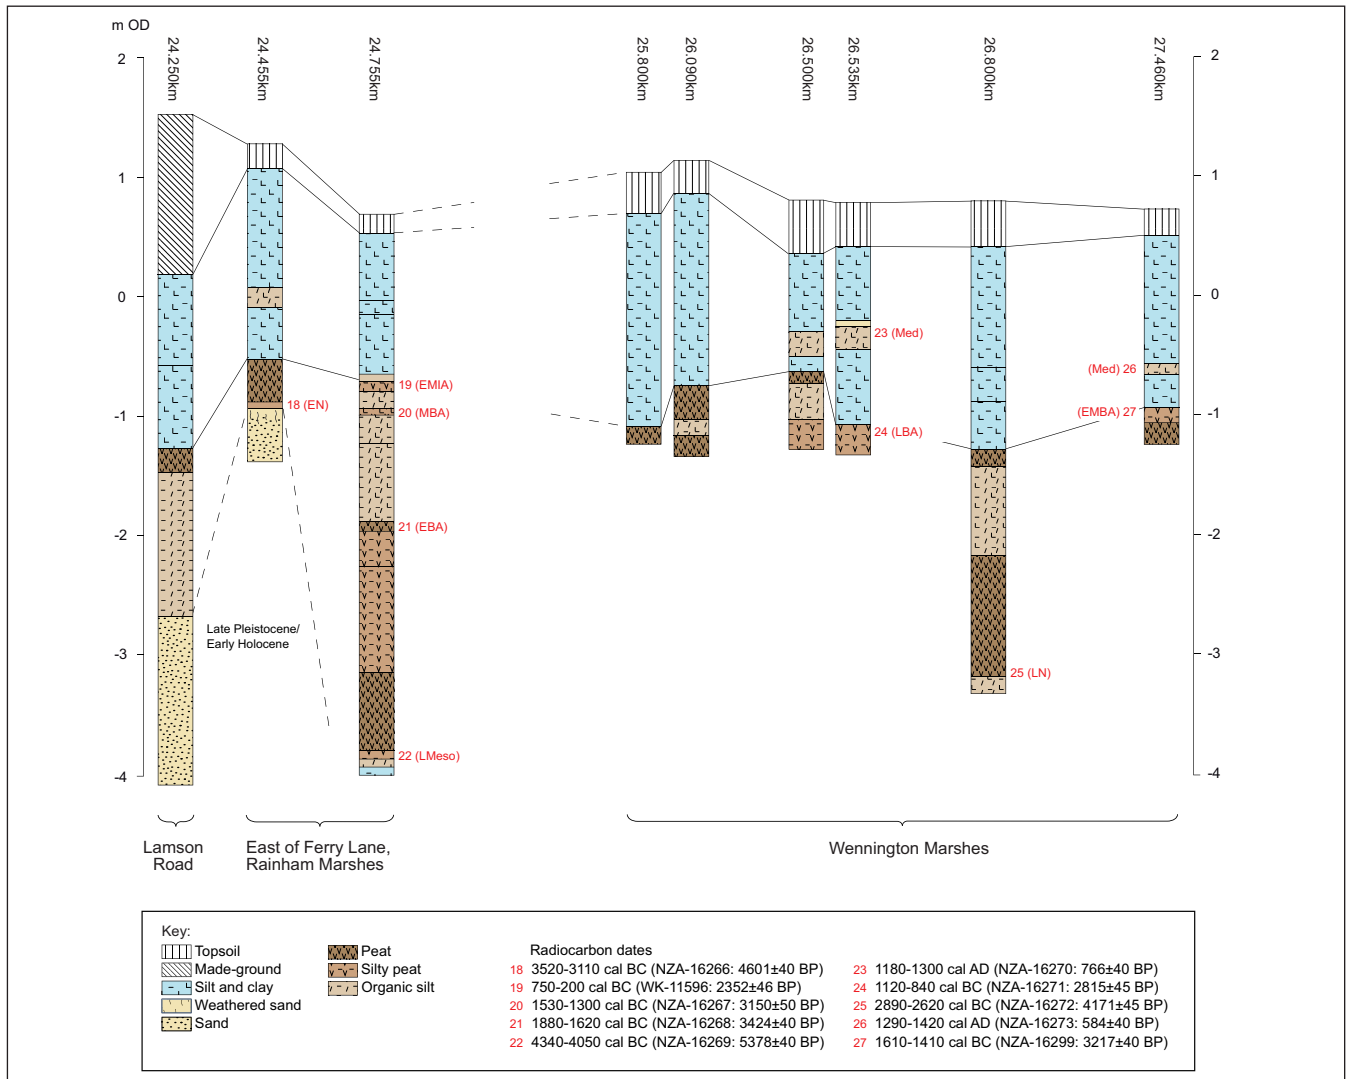 m OD
24.250km
24.455km
24.755km
25.800km
26.090km
26.500km
26.535km
26.800km
27.460km
2
1
0
-1
-2
-3
-4
2
1
0
-1
-2
-3
-4
18 (EN)
19 (EMIA)
20 (MBA)
21 (EBA)
22 (LMeso)
23 (Med)
24 (LBA)
25 (LN)
(Med) 26
(EMBA) 27
Late Pleistocene/
Early Holocene
Lamson
Road
East of Ferry Lane,
Rainham Marshes
Wennington Marshes
Key:
Topsoil
Made-ground
Silt and clay
Weathered sand
Sand
Peat
Silty peat
Organic silt
Radiocarbon dates
18 3520-3110 cal BC (NZA-16266: 4601±40 BP)
19 750-200 cal BC (WK-11596: 2352±46 BP)
20 1530-1300 cal BC (NZA-16267: 3150±50 BP)
21 1880-1620 cal BC (NZA-16268: 3424±40 BP)
22 4340-4050 cal BC (NZA-16269: 5378±40 BP)
23 1180-1300 cal AD (NZA-16270: 766±40 BP)
24 1120-840 cal BC (NZA-16271: 2815±45 BP)
25 2890-2620 cal BC (NZA-16272: 4171±45 BP)
26 1290-1420 cal AD (NZA-16273: 584±40 BP)
27 1610-1410 cal BC (NZA-16299: 3217±40 BP)